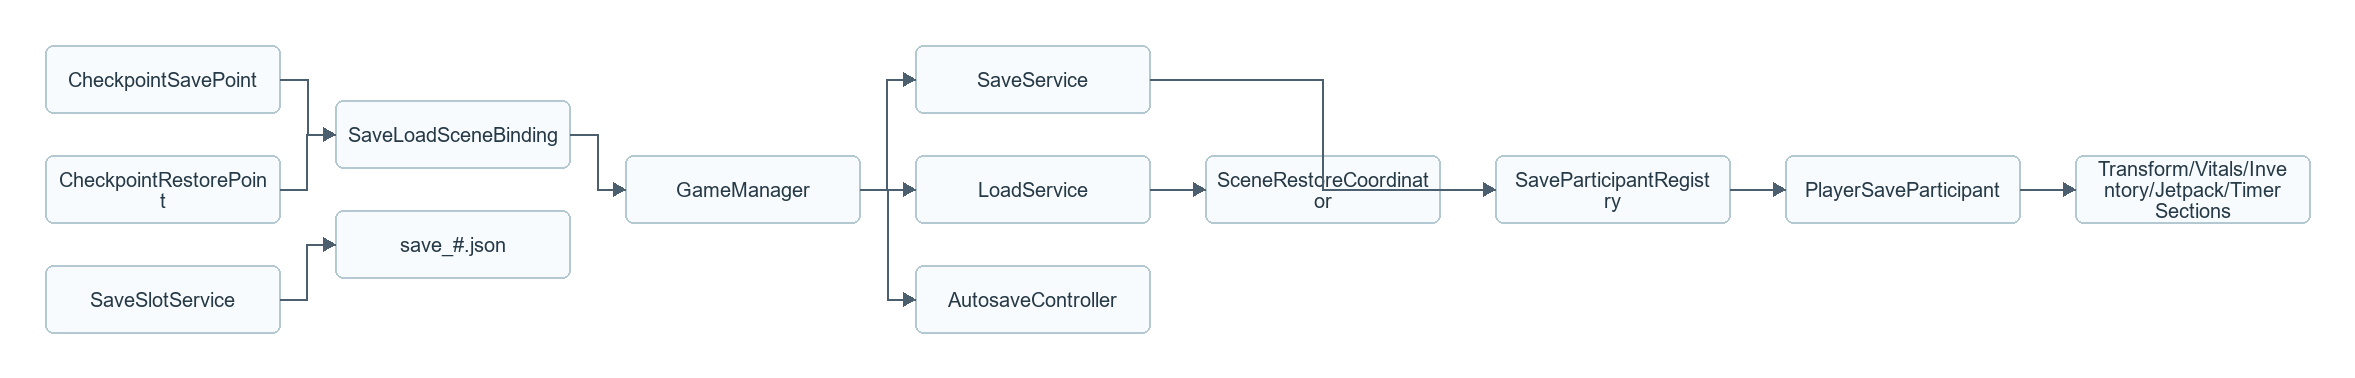 CheckpointSavePoint
CheckpointRestorePoin
t
SaveSlotService
SaveLoadSceneBinding
save_#.json
GameManager
SaveService
LoadService
AutosaveController
SceneRestoreCoordinat
or
SaveParticipantRegist
ry
PlayerSaveParticipant
Transform/Vitals/Inve
ntory/Jetpack/Timer
Sections